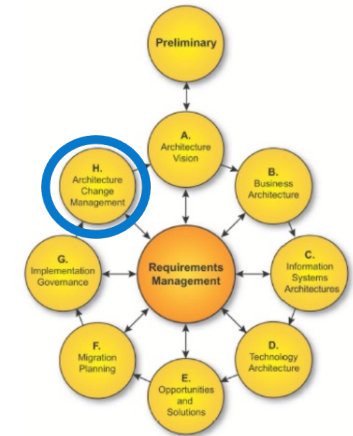 Preliminary
A.
Architecture
Vision
H.
Architecture
Change
Management
B.
Business
Architecture
G.
Implementation
Governance
Requirements
Management
C.
Information
Systems
Architectures
F.
Migration
Planning
D.
Technology
Architecture
E.
Opportunities
and
Solutions